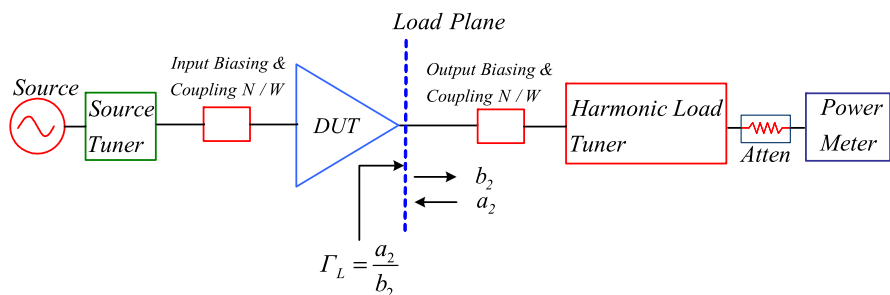 Load Plane
Input Biasing &
Coupling N / W
Output Biasing &
Coupling N / W
Source
Source
Tuner
DUT
Harmonic Load
Tuner
Atten
Power
Meter
b2
a2
ΓL = a2/b2